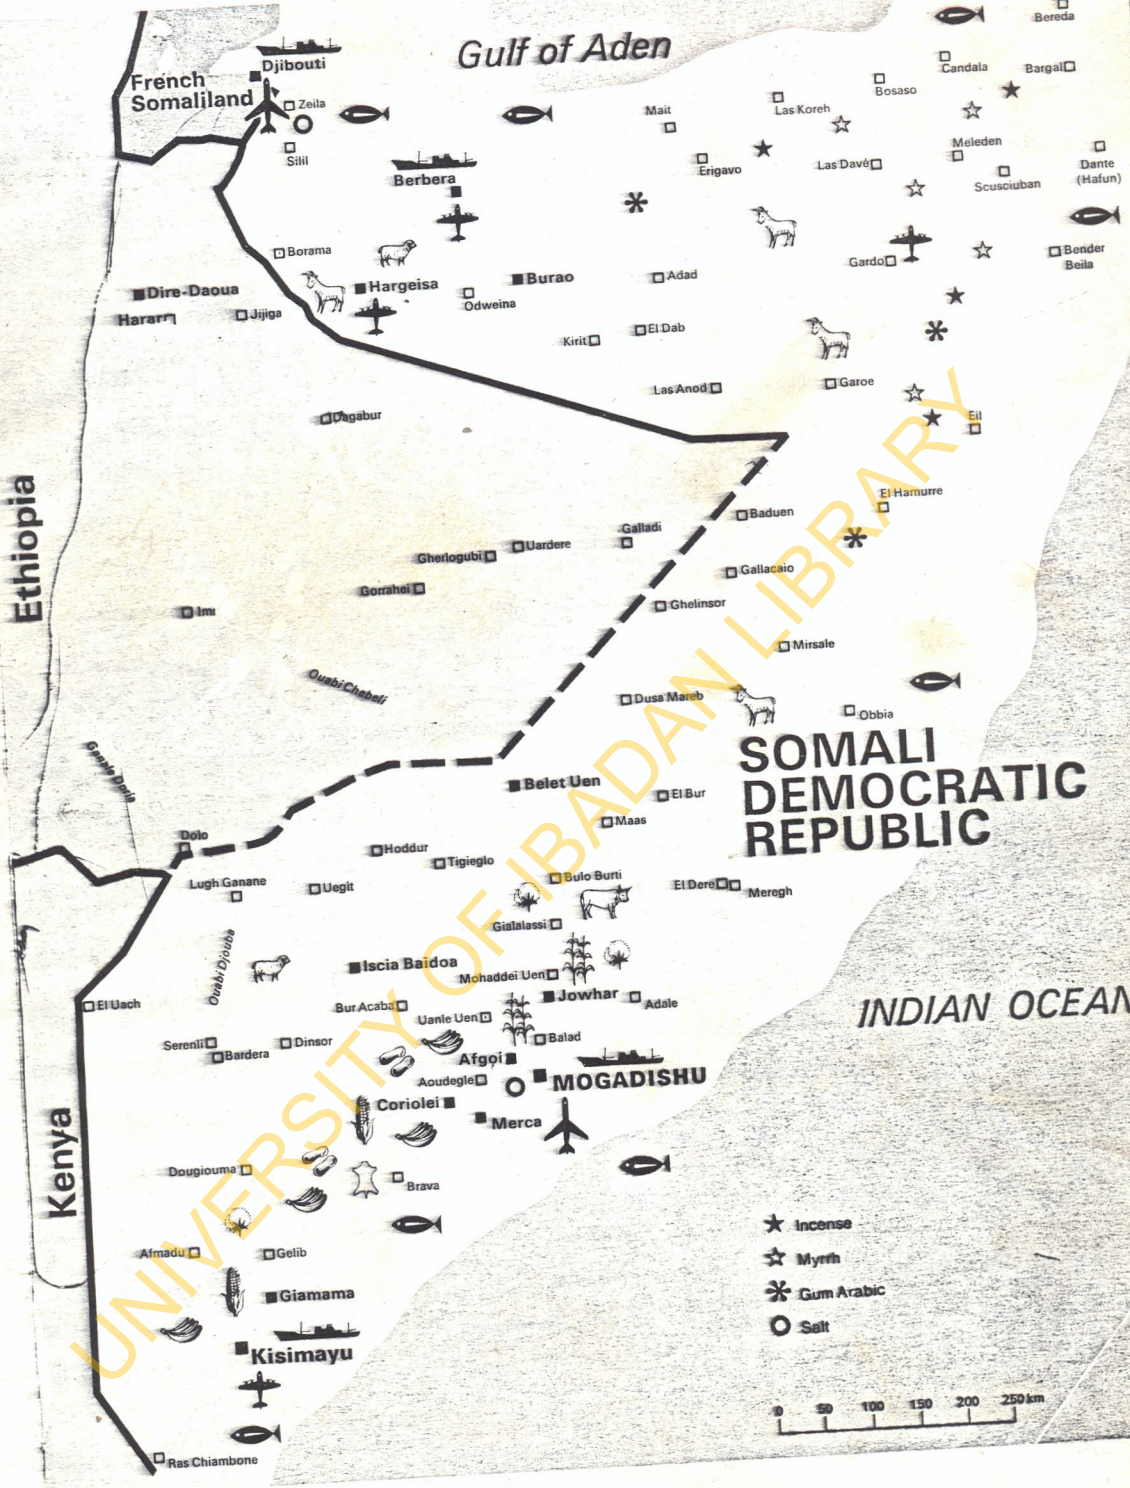 Gulf of Aden
Bereda
Djibouti
French
Somaliland
Candala
Bargal
Bosaso
Zeila
Mait
Las Koreh
Silil
Meleden
Erigavo
Las Davé
Dante
(Hafun)
Scusciuban
Berbera
Borama
Gardo
Bender
Beila
Burao
Adad
Dire-Daoua
Hargeisa
Odweina
Harar
Jijiga
El Dab
Kirit
Las Anod
Garoe
Dagabur
Eil
Ethiopia
El Hamurre
Baduen
Galladi
Uardere
Gherlogubi
Gallacaio
Gorrahei
Ghelinsor
Imi
Mirsale
Ouabi Chebeli
Dusa Mareb
Obbia
SOMALI
DEMOCRATIC
REPUBLIC
Ganale Doria
Belet Uen
El Bur
Maas
Dolo
Hoddur
Tigieglo
Lugh Ganane
Uegit
Bulo Burti
El Dere
Meregh
Gialalassi
Ouabi Djouba
Iscia Baidoa
Mohaddei Uen
INDIAN OCEAN
El Uach
Bur Acaba
Jowhar
Adale
Uanle Uen
Serenli
Bardera
Dinsor
Balad
Afgoi
Aoudegle
MOGADISHU
Coriolei
Merca
Kenya
Dougiouma
Brava
Afmadu
Gelib
Giamama
Kisimayu
Ras Chiambone
Incense
Myrrh
Gum Arabic
Salt
0 50 100 150 200 250 km
UNIVERSITY OF IBADAN LIBRARY